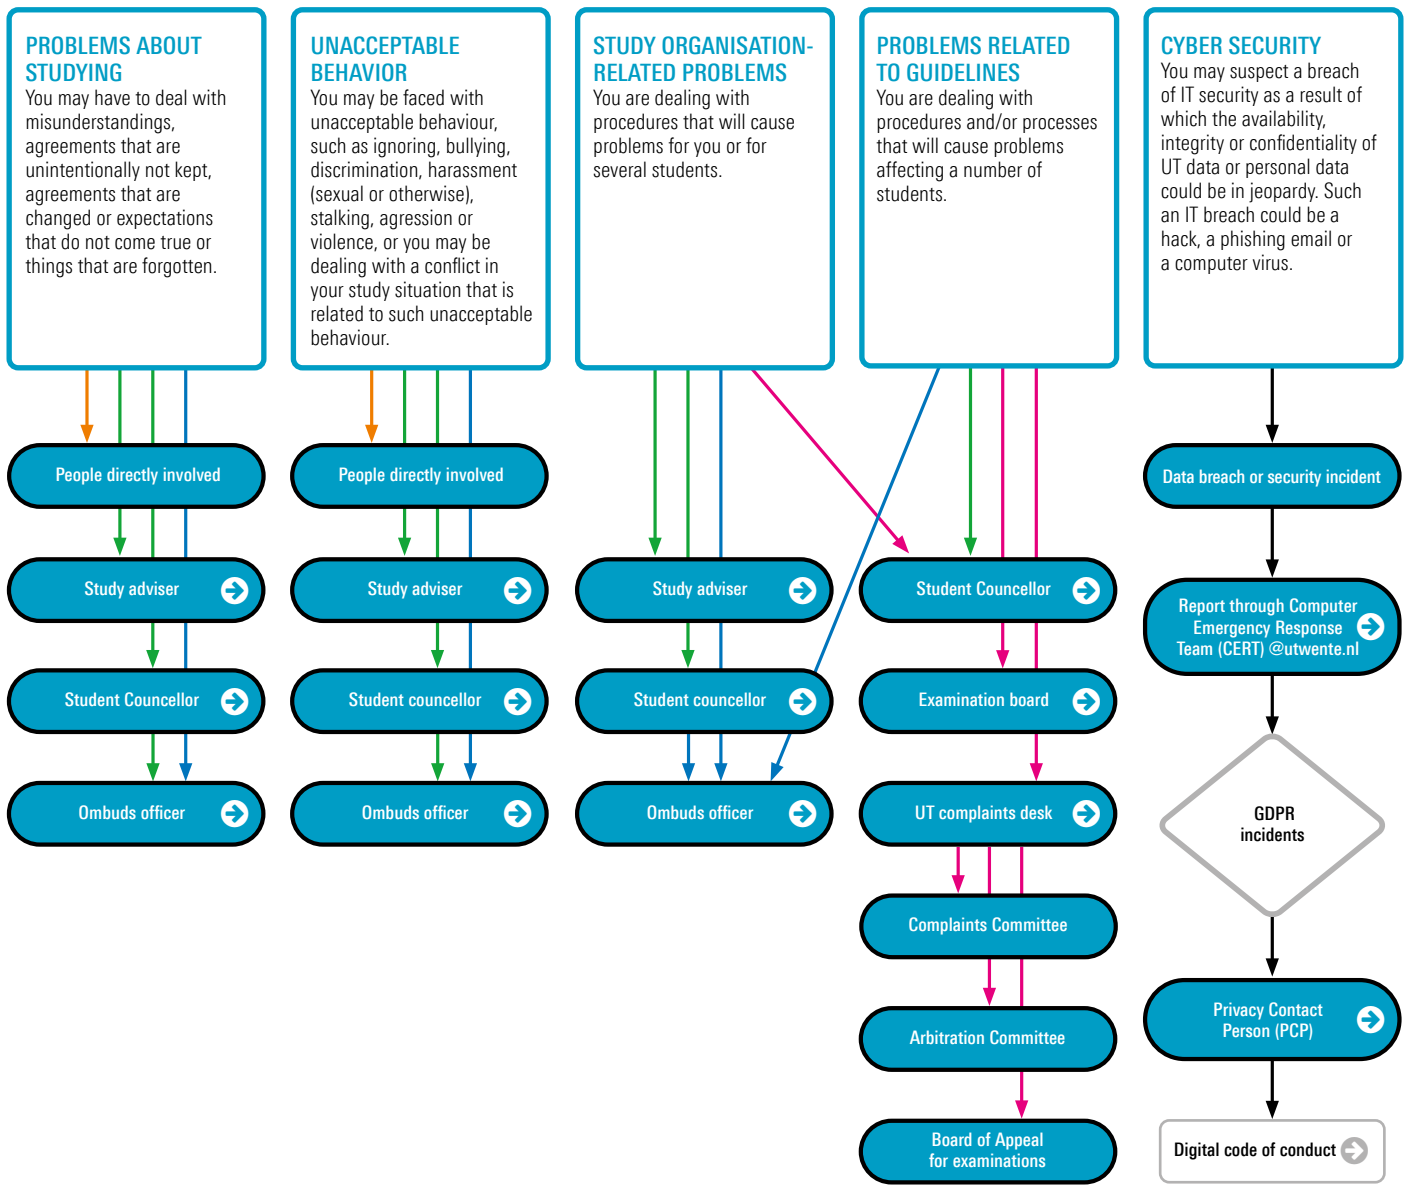 PROBLEMS ABOUT
STUDYING
You may have to deal with
misunderstandings,
agreements that are
unintentionally not kept,
agreements that are
changed or expectations
that do not come true or
things that are forgotten.
UNACCEPTABLE
BEHAVIOR
You may be faced with
unacceptable behaviour,
such as ignoring, bullying,
discrimination, harassment
(sexual or otherwise),
stalking, agression or
violence, or you may be
dealing with a conflict in
your study situation that is
related to such unacceptable
behaviour.
STUDY ORGANISATION-
RELATED PROBLEMS
You are dealing with
procedures that will cause
problems for you or for
several students.
PROBLEMS RELATED
TO GUIDELINES
You are dealing with
procedures and/or processes
that will cause problems
affecting a number of
students.
CYBER SECURITY
You may suspect a breach
of IT security as a result of
which the availability,
integrity or confidentiality of
UT data or personal data
could be in jeopardy. Such
an IT breach could be a
hack, a phishing email or
a computer virus.
People directly involved
Study adviser
Student Councellor
Ombuds officer
People directly involved
Study adviser
Student councellor
Ombuds officer
Study adviser
Student councellor
Ombuds officer
Student Councellor
Examination board
UT complaints desk
Complaints Committee
Arbitration Committee
Board of Appeal
for examinations
Data breach or security incident
Report through Computer
Emergency Response
Team (CERT) @utwente.nl
GDPR
incidents
Privacy Contact
Person (PCP)
Digital code of conduct